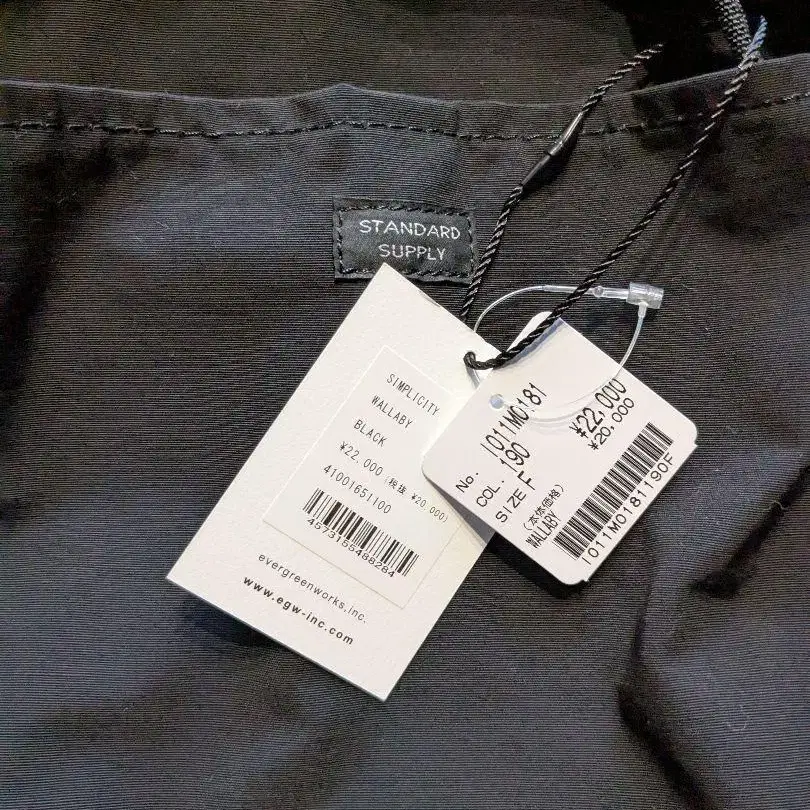 STANDARD
SUPPLY
SIMPLICITY
WALLABY
BLACK
¥22,000 (税抜 ¥20,000)
41001651100
4573155488284
evergreenworks,inc.
www.egw-inc.com
No. 1011M0181
COL. 190
SIZE F
¥22,000
¥20,000
(本体価格)
WALLABY
1011M0181190F